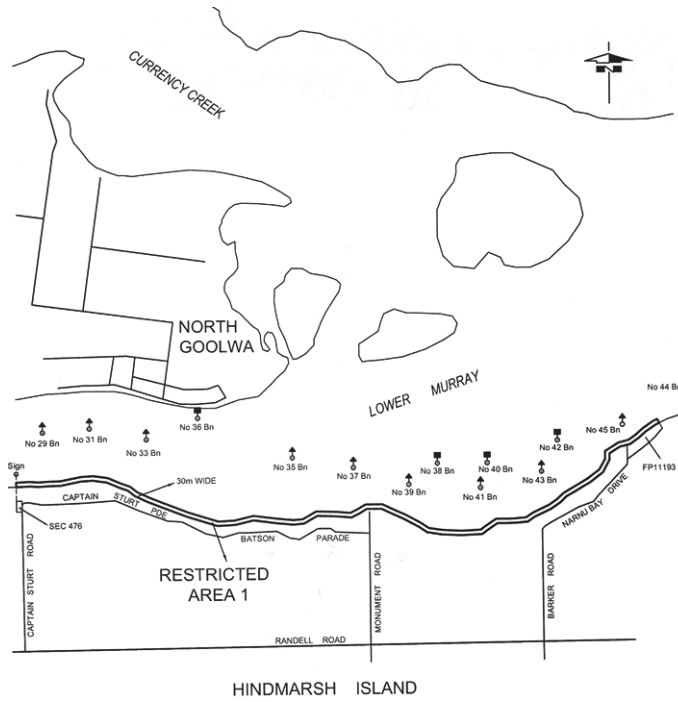 CURRENCY CREEK
N
NORTH
GOOLWA
LOWER MURRAY
No 44 Bn
No 36 Bn
No 45 Bn
No 29 Bn
No 31 Bn
No 33 Bn
No 42 Bn
No 35 Bn
No 37 Bn
No 38 Bn
No 40 Bn
No 43 Bn
No 39 Bn
No 41 Bn
FP11193
Sign
30m WIDE
CAPTAIN STURT PDE
SEC 476
NARNU BAY DRIVE
BATSON PARADE
RESTRICTED
AREA 1
CAPTAIN STURT ROAD
MONUMENT ROAD
BARKER ROAD
RANDELL ROAD
HINDMARSH ISLAND